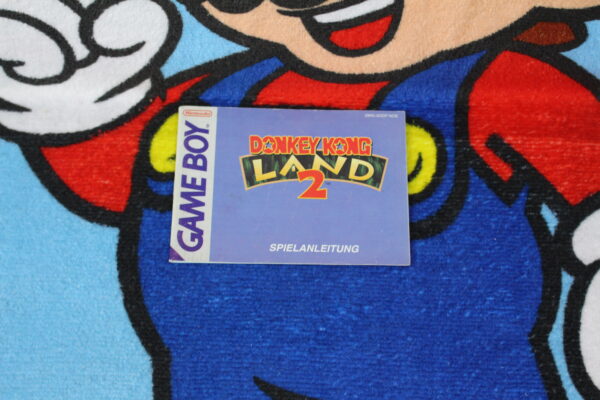 Nintendo
GAME BOY
DONKEY KONG
LAND
2
SPIELANLEITUNG